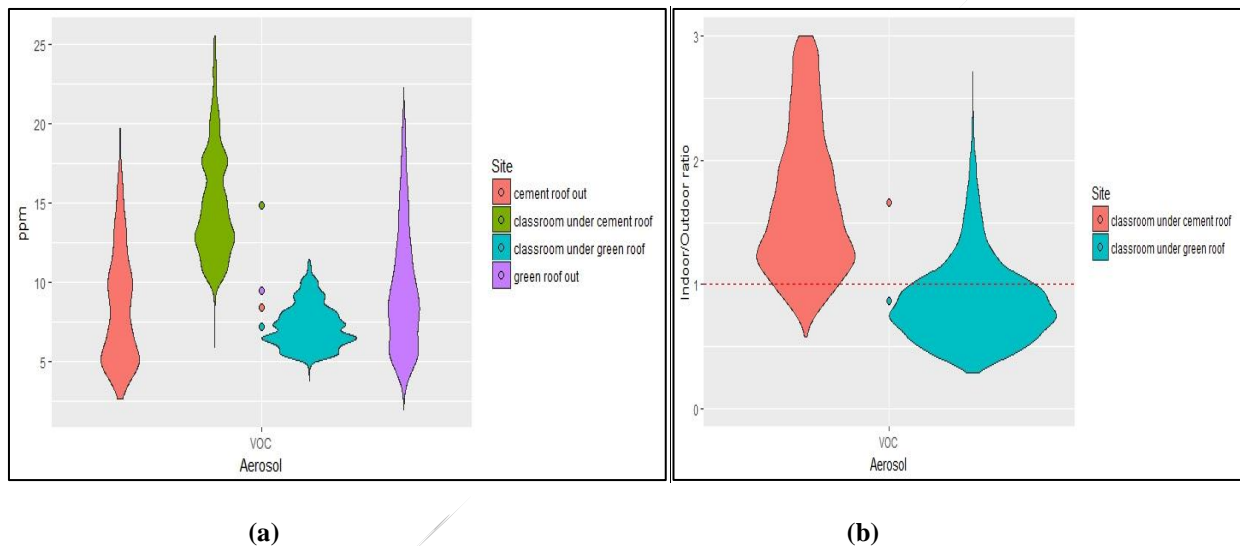 25
20
15
10
5
ppm
VOC
Aerosol
Site
cement roof out
classroom under cement roof
classroom under green roof
green roof out
(a)
3
2
1
0
Indoor/Outdoor ratio
VOC
Aerosol
Site
classroom under cement roof
classroom under green roof
(b)